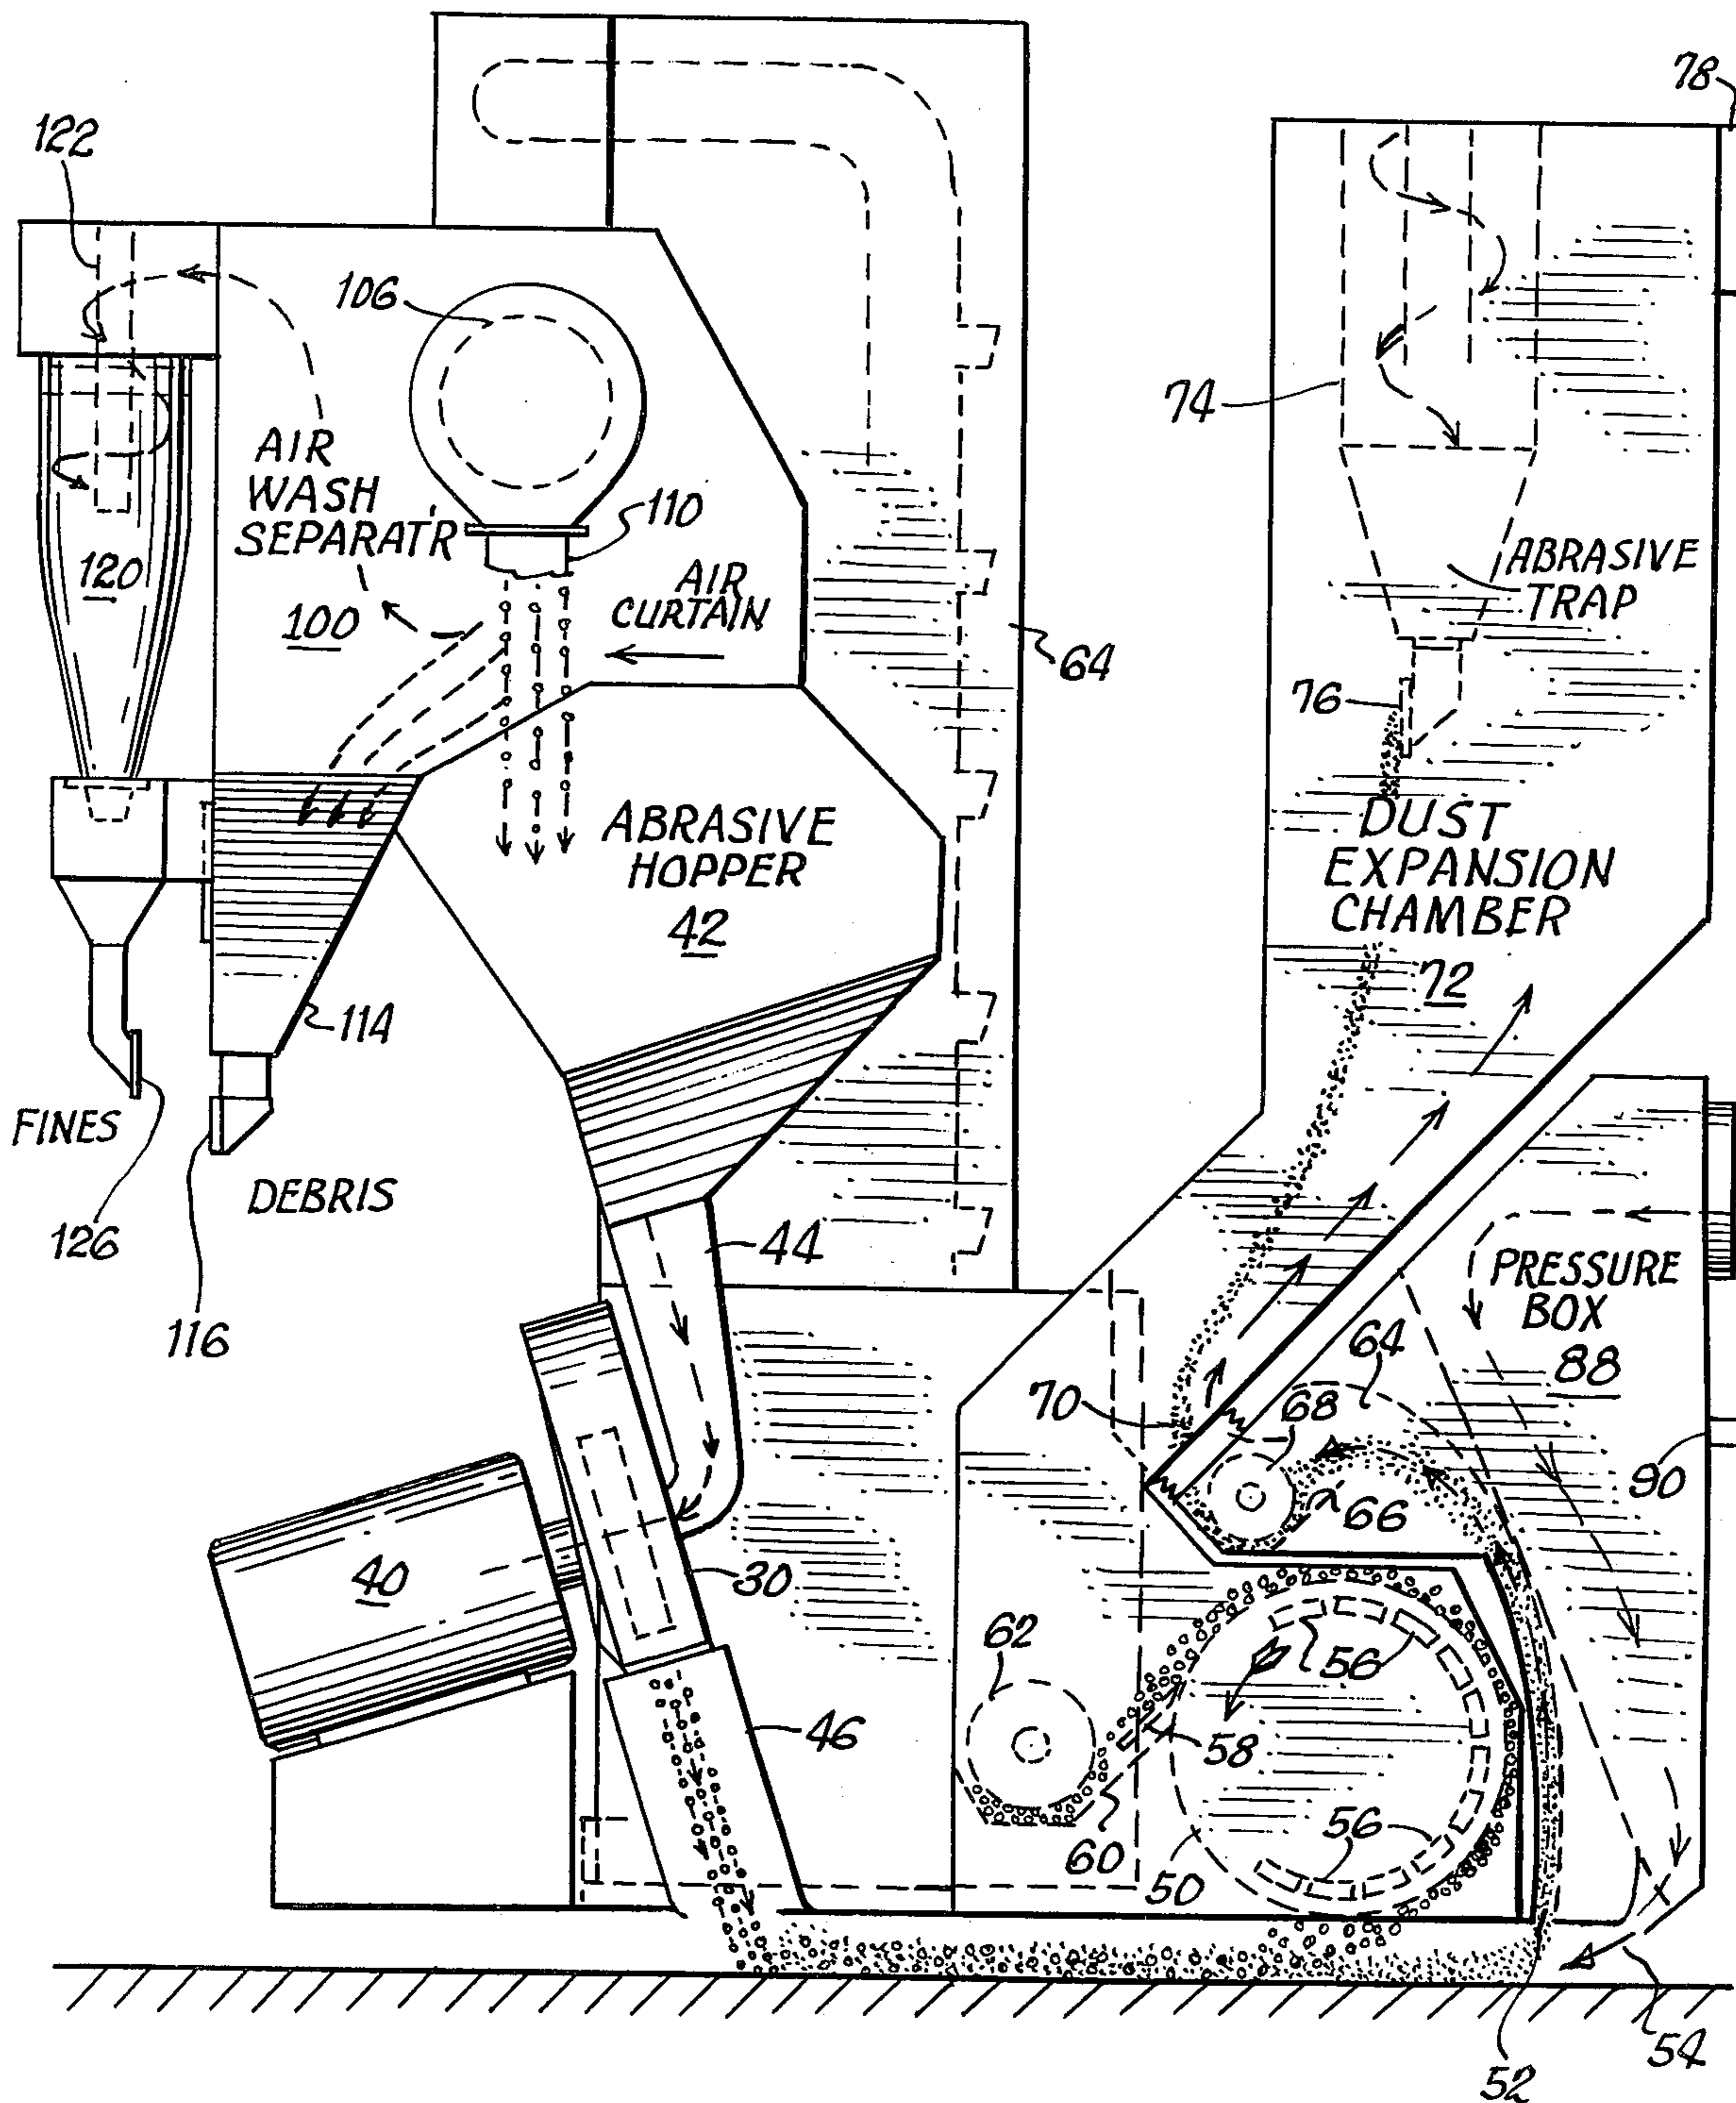 78
122
106
74
AIR
WASH
SEPARAT'R
110
120
100
AIR
CURTAIN
ABRASIVE
TRAP
64
76
ABRASIVE
HOPPER
42
DUST
EXPANSION
CHAMBER
72
114
FINES
DEBRIS
126
116
44
PRESSURE
BOX
88
64
70
68
90
66
40
30
62
56
46
58
60
56
50
54
52